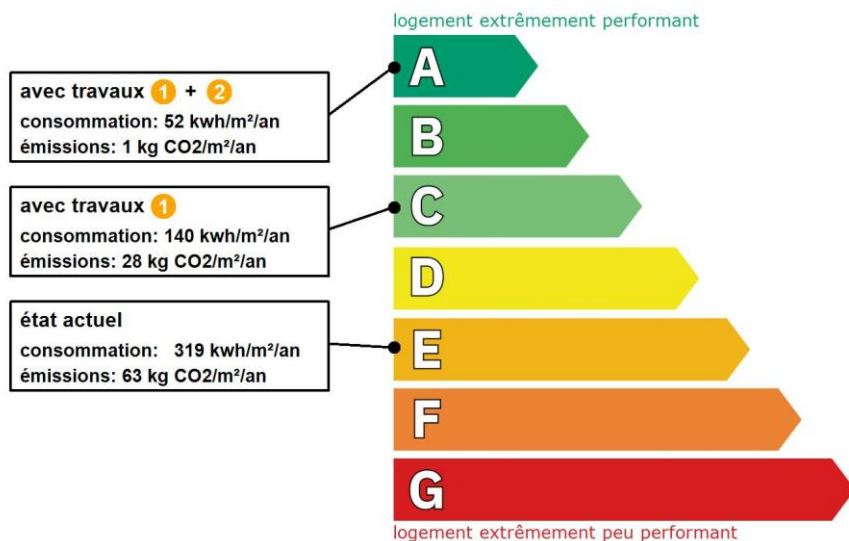 logement extrêmement performant
A
avec travaux 1 + 2
consommation: 52 kwh/m²/an
émissions: 1 kg CO2/m²/an
B
avec travaux 1
consommation: 140 kwh/m²/an
émissions: 28 kg CO2/m²/an
C
D
état actuel
consommation: 319 kwh/m²/an
émissions: 63 kg CO2/m²/an
E
F
G
logement extrêmement peu performant